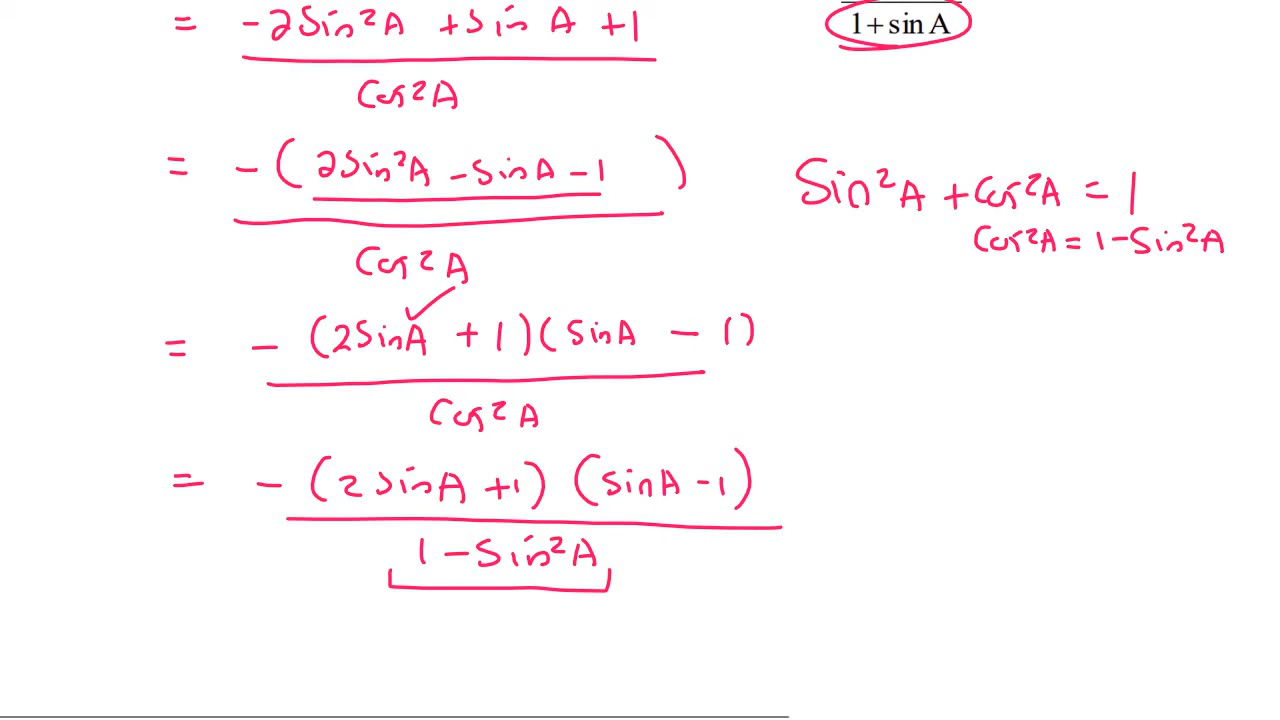 = -2Sin²A + Sin A + 1
Cos²A
1 + sin A
= -(2Sin²A - SinA - 1)
Cos²A
Sin²A + Cos²A = 1
Cos²A = 1 - Sin²A
= - (2SinA + 1)(SinA - 1)
Cos²A
= - (2SinA + 1) (SinA - 1)
1 - Sin²A